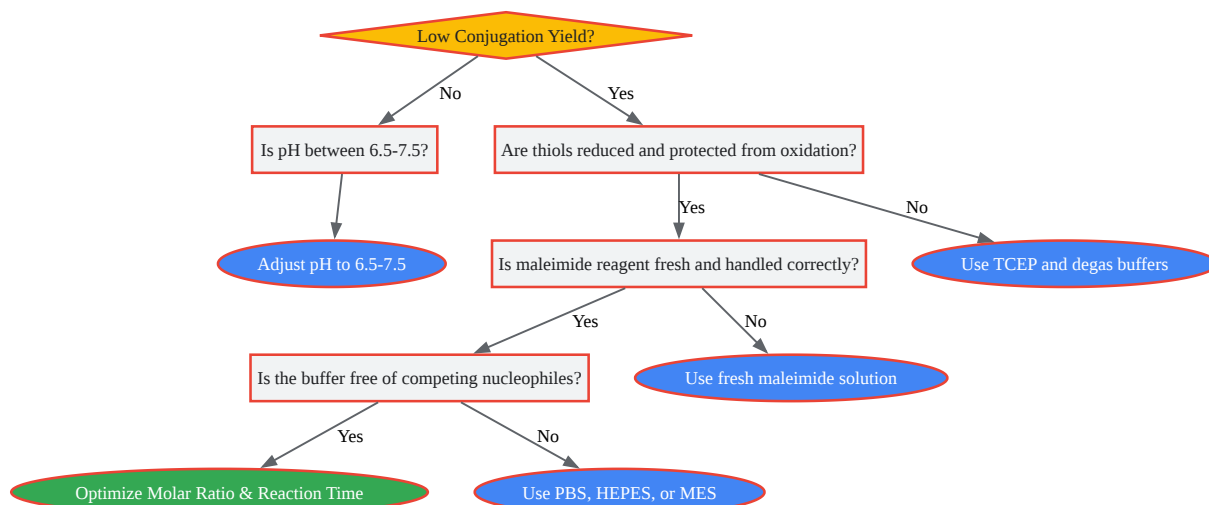 Low Conjugation Yield?
No
Yes
Is pH between 6.5-7.5?
Are thiols reduced and protected from oxidation?
Yes
No
Adjust pH to 6.5-7.5
Is maleimide reagent fresh and handled correctly?
Use TCEP and degas buffers
Yes
No
Is the buffer free of competing nucleophiles?
Use fresh maleimide solution
Yes
No
Optimize Molar Ratio & Reaction Time
Use PBS, HEPES, or MES